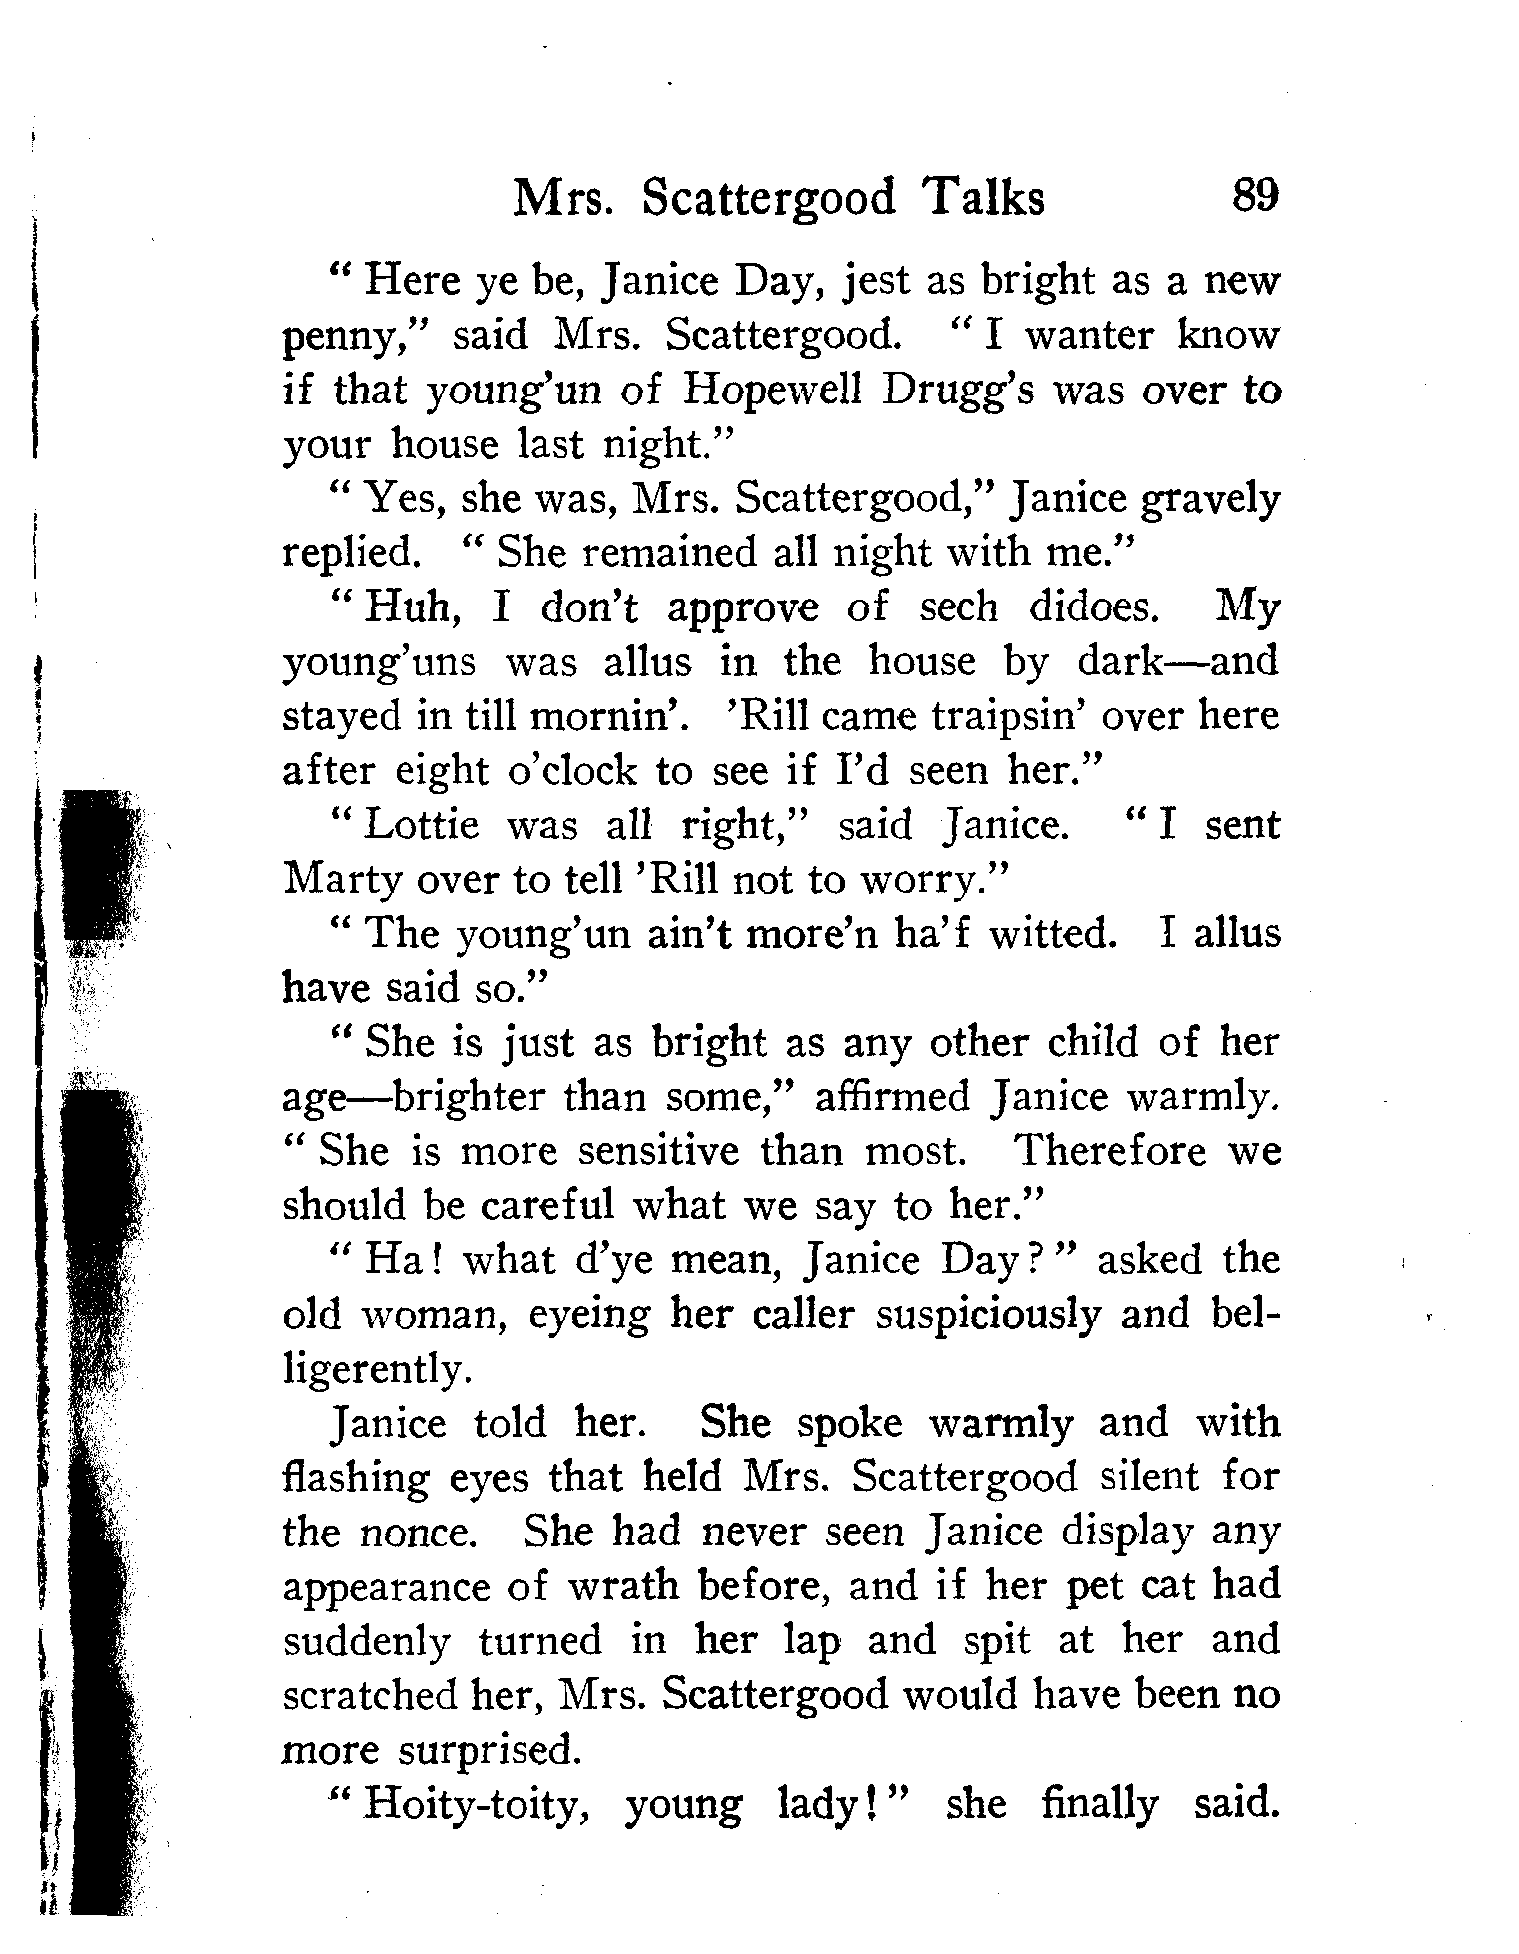 Mrs. Scattergood Talks 89
“ Here ye be, Janice Day, jest as bright as a new
penny,” said Mrs. Scattergood. “ I wanter know
if that young’un of Hopewell Drugg’s was over to
your house last night.”
“ Yes, she was, Mrs. Scattergood,” Janice gravely
replied. “ She remained all night with me.”
“ Huh, I don’t approve of sech didoes. My
young’uns was allus in the house by dark—and
stayed in till mornin’. ’Rill came traipsin’ over here
after eight o’clock to see if I’d seen her.”
“ Lottie was all right,” said Janice. “ I sent
Marty over to tell ’Rill not to worry.”
“ The young’un ain’t more’n ha’f witted. I allus
have said so.”
“ She is just as bright as any other child of her
age—brighter than some,” affirmed Janice warmly.
“ She is more sensitive than most. Therefore we
should be careful what we say to her.”
“ Ha! what d’ye mean, Janice Day? ” asked the
old woman, eyeing her caller suspiciously and bel-
ligerently.
Janice told her. She spoke warmly and with
flashing eyes that held Mrs. Scattergood silent for
the nonce. She had never seen Janice display any
appearance of wrath before, and if her pet cat had
suddenly turned in her lap and spit at her and
scratched her, Mrs. Scattergood would have been no
more surprised.
“ Hoity-toity, young lady! ” she finally said.